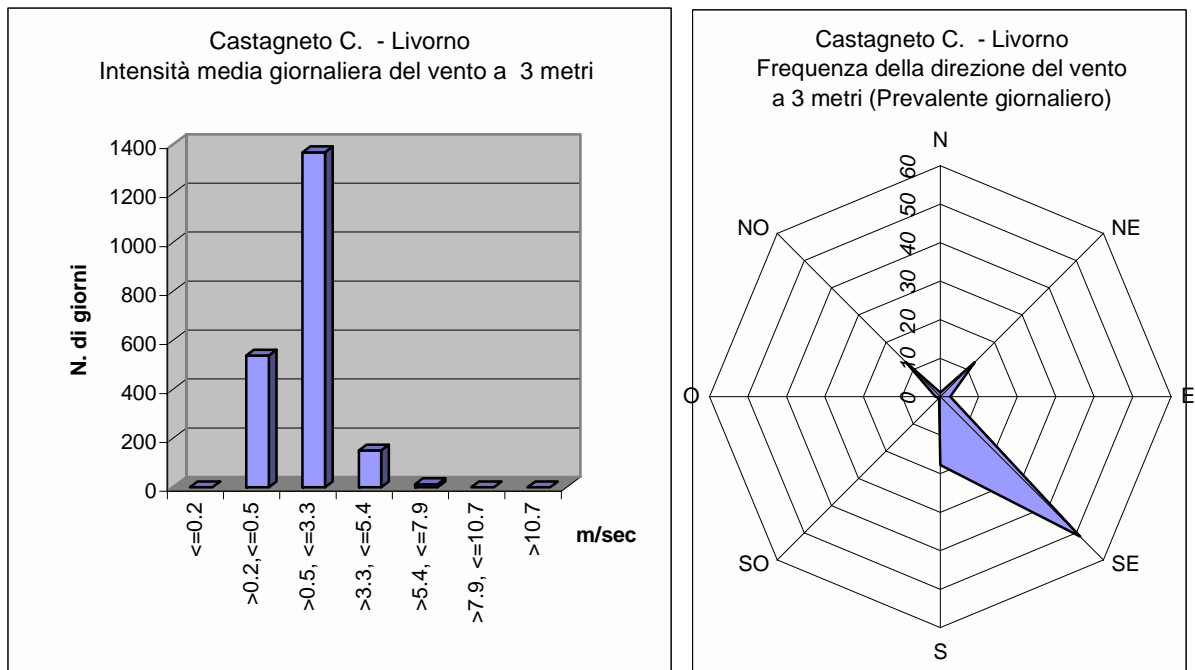 Castagneto C. - Livorno
Intensità media giornaliera del vento a 3 metri
N. di giorni
1400
1200
1000
800
600
400
200
0
<=0.2
>0.2,<=0.5
>0.5, <=3.3
>3.3, <=5.4
>5.4, <=7.9
>7.9, <=10.7
>10.7
m/sec
Castagneto C. - Livorno
Frequenza della direzione del vento
a 3 metri (Prevalente giornaliero)
N
NE
E
SE
S
SO
O
NO
60
50
40
30
20
10
0